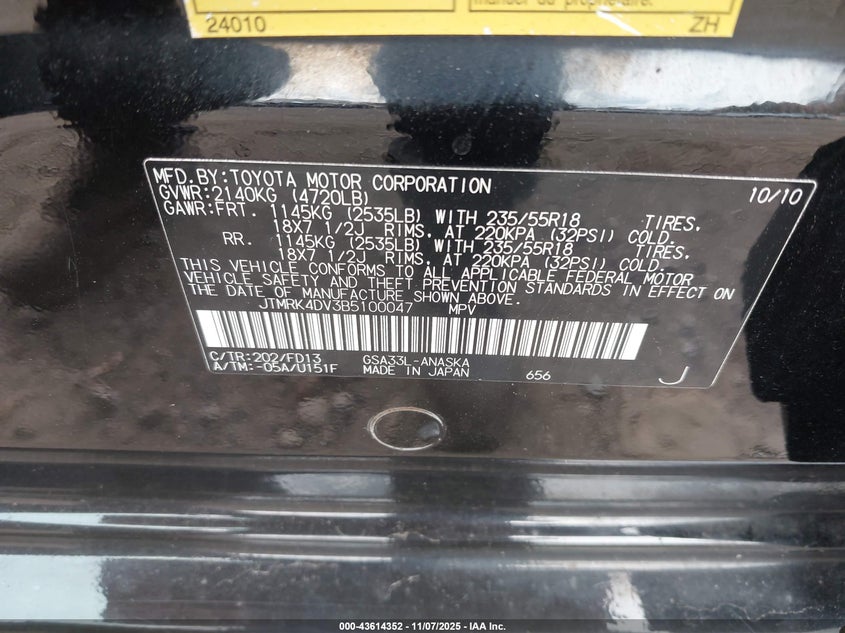 manuel du propriétaire.
24010 ZH
MFD.BY:TOYOTA MOTOR CORPORATION 10/10
GVWR:2140KG (4720LB)
GAWR:FRT. 1145KG (2535LB) WITH 235/55R18 TIRES.
18X7 1/2J RIMS. AT 220KPA (32PSI) COLD.
RR. 1145KG (2535LB) WITH 235/55R18 TIRES.
18X7 1/2J RIMS. AT 220KPA (32PSI) COLD.
THIS VEHICLE CONFORMS TO ALL APPLICABLE FEDERAL MOTOR
VEHICLE SAFETY AND THEFT PREVENTION STANDARDS IN EFFECT ON
THE DATE OF MANUFACTURE SHOWN ABOVE.
JTMRK4DV3B5100047 MPV
C/TR:202/FD13 GSA33L-ANASKA
A/TM:-05A/U151F MADE IN JAPAN 656 J
000-43614352 - 11/07/2025 - IAA Inc.